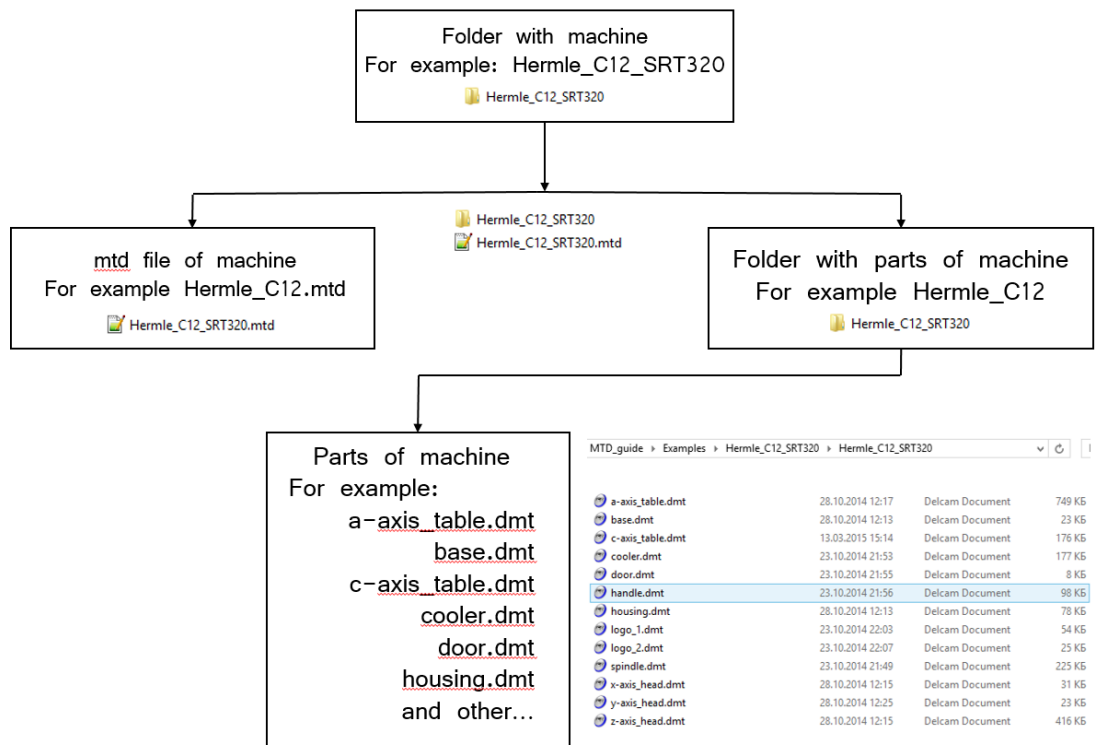 Folder with machine
For example: Hermle_C12_SRT320
Hermle_C12_SRT320
Hermle_C12_SRT320
Hermle_C12_SRT320.mtd
mtd file of machine
For example Hermle_C12.mtd
Hermle_C12_SRT320.mtd
Folder with parts of machine
For example Hermle_C12
Hermle_C12_SRT320
Parts of machine
For example:
a-axis_table.dmt
base.dmt
c-axis_table.dmt
cooler.dmt
door.dmt
housing.dmt
and other...
MTD_guide Examples Hermle_C12_SRT320 Hermle_C12_SRT320
a-axis_table.dmt 28.10.2014 12:17 Delcam Document 749 КБ
base.dmt 28.10.2014 12:13 Delcam Document 23 КБ
c-axis_table.dmt 13.03.2015 15:14 Delcam Document 176 КБ
cooler.dmt 23.10.2014 21:53 Delcam Document 177 КБ
door.dmt 23.10.2014 21:55 Delcam Document 8 КБ
handle.dmt 23.10.2014 21:56 Delcam Document 98 КБ
housing.dmt 28.10.2014 12:13 Delcam Document 78 КБ
logo_1.dmt 23.10.2014 22:03 Delcam Document 54 КБ
logo_2.dmt 23.10.2014 22:07 Delcam Document 25 КБ
spindle.dmt 23.10.2014 21:49 Delcam Document 225 КБ
x-axis_head.dmt 28.10.2014 12:15 Delcam Document 31 КБ
y-axis_head.dmt 28.10.2014 12:25 Delcam Document 23 КБ
z-axis_head.dmt 28.10.2014 12:15 Delcam Document 416 КБ